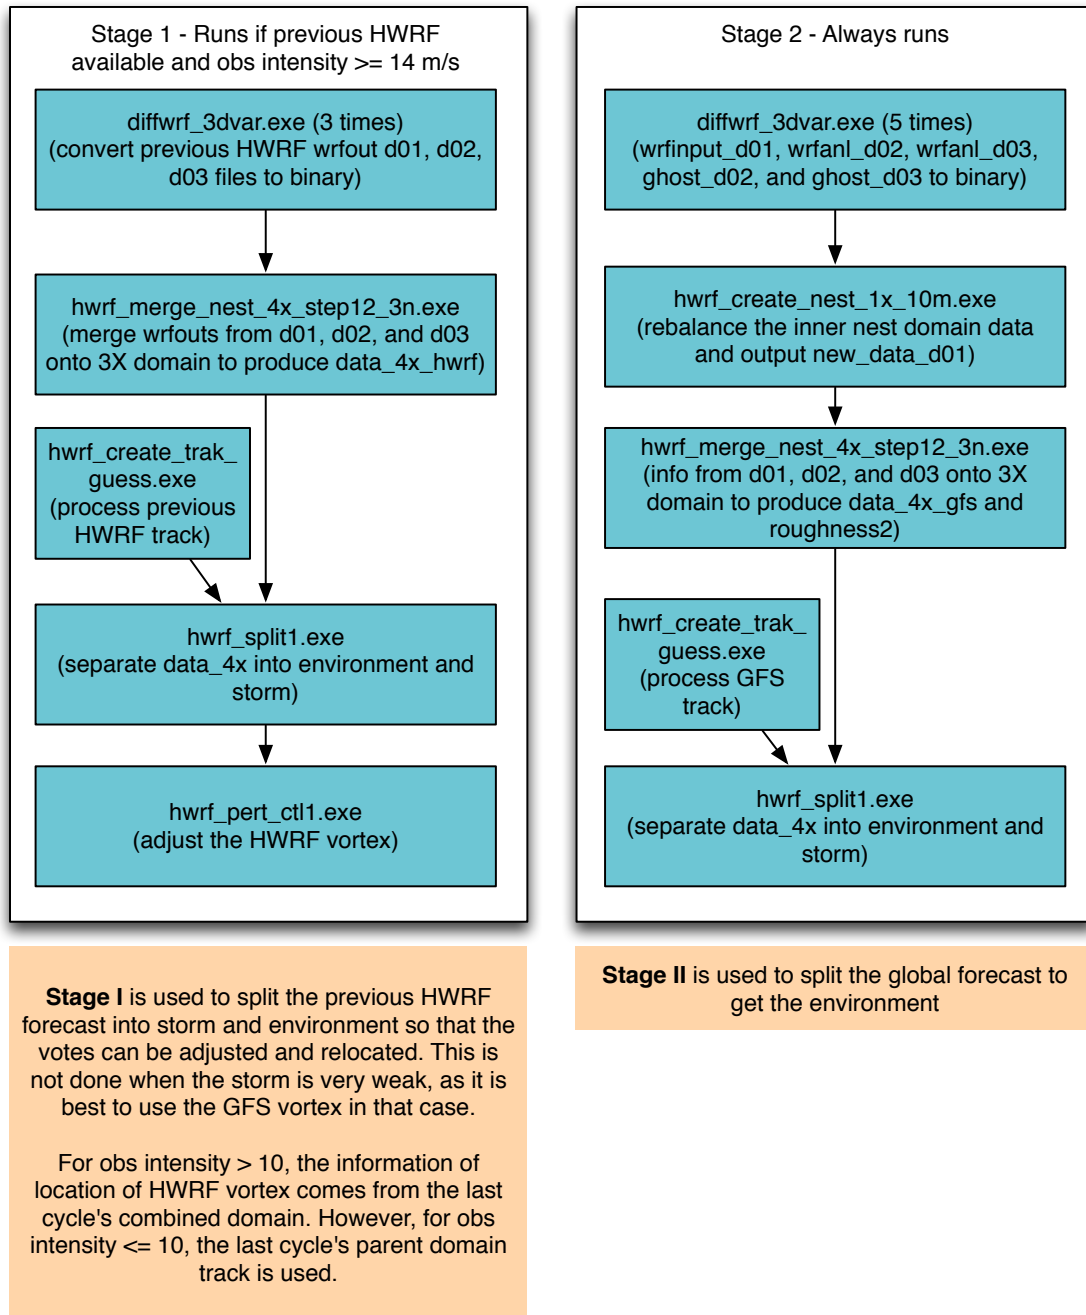 Stage 1 - Runs if previous HWRF
available and obs intensity >= 14 m/s
diffwrf_3dvar.exe (3 times)
(convert previous HWRF wrfout d01, d02,
d03 files to binary)
hwrf_merge_nest_4x_step12_3n.exe
(merge wrfouts from d01, d02, and d03
onto 3X domain to produce data_4x_hwrf)
hwrf_create_trak_
guess.exe
(process previous
HWRF track)
hwrf_split1.exe
(separate data_4x into environment and
storm)
hwrf_pert_ctl1.exe
(adjust the HWRF vortex)
Stage I is used to split the previous HWRF
forecast into storm and environment so that the
votes can be adjusted and relocated. This is
not done when the storm is very weak, as it is
best to use the GFS vortex in that case.
For obs intensity > 10, the information of
location of HWRF vortex comes from the last
cycle's combined domain. However, for obs
intensity <= 10, the last cycle's parent domain
track is used.
Stage 2 - Always runs
diffwrf_3dvar.exe (5 times)
(wrfinput_d01, wrfanl_d02, wrfanl_d03,
ghost_d02, and ghost_d03 to binary)
hwrf_create_nest_1x_10m.exe
(rebalance the inner nest domain data
and output new_data_d01)
hwrf_merge_nest_4x_step12_3n.exe
(info from d01, d02, and d03 onto 3X
domain to produce data_4x_gfs and
roughness2)
hwrf_create_trak_
guess.exe
(process GFS
track)
hwrf_split1.exe
(separate data_4x into environment and
storm)
Stage II is used to split the global forecast to
get the environment